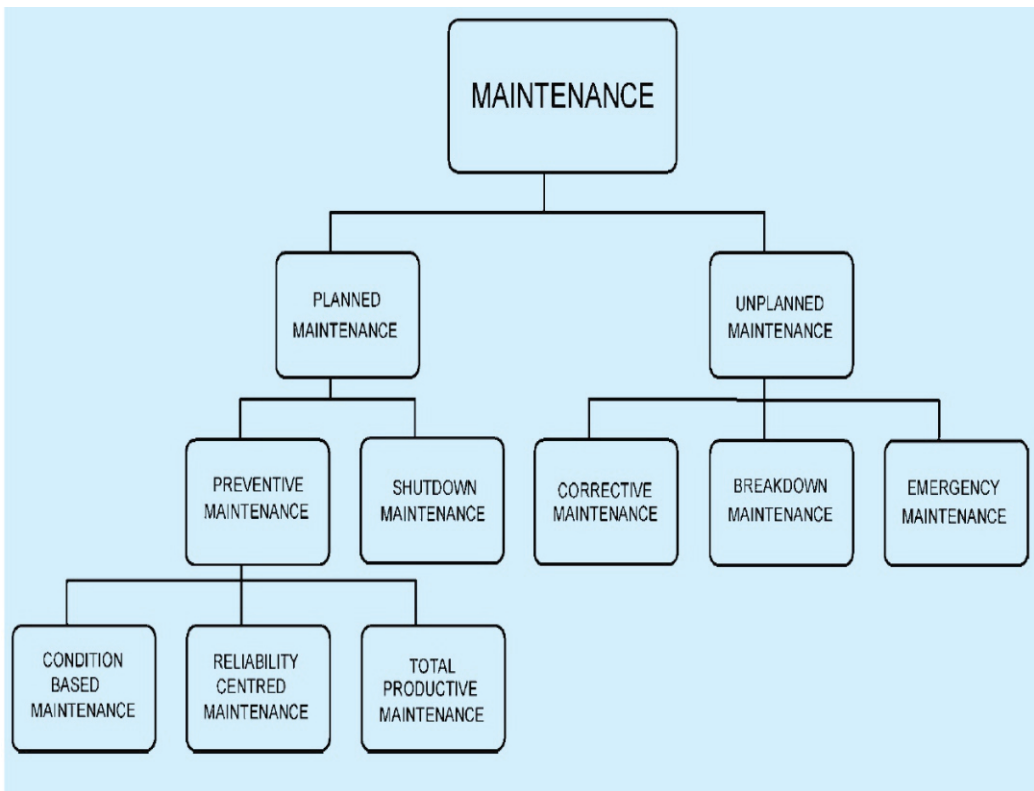 MAINTENANCE
PLANNED
MAINTENANCE
UNPLANNED
MAINTENANCE
PREVENTIVE
MAINTENANCE
SHUTDOWN
MAINTENANCE
CORRECTIVE
MAINTENANCE
BREAKDOWN
MAINTENANCE
EMERGENCY
MAINTENANCE
CONDITION
BASED
MAINTENANCE
RELIABILITY
CENTRED
MAINTENANCE
TOTAL
PRODUCTIVE
MAINTENANCE